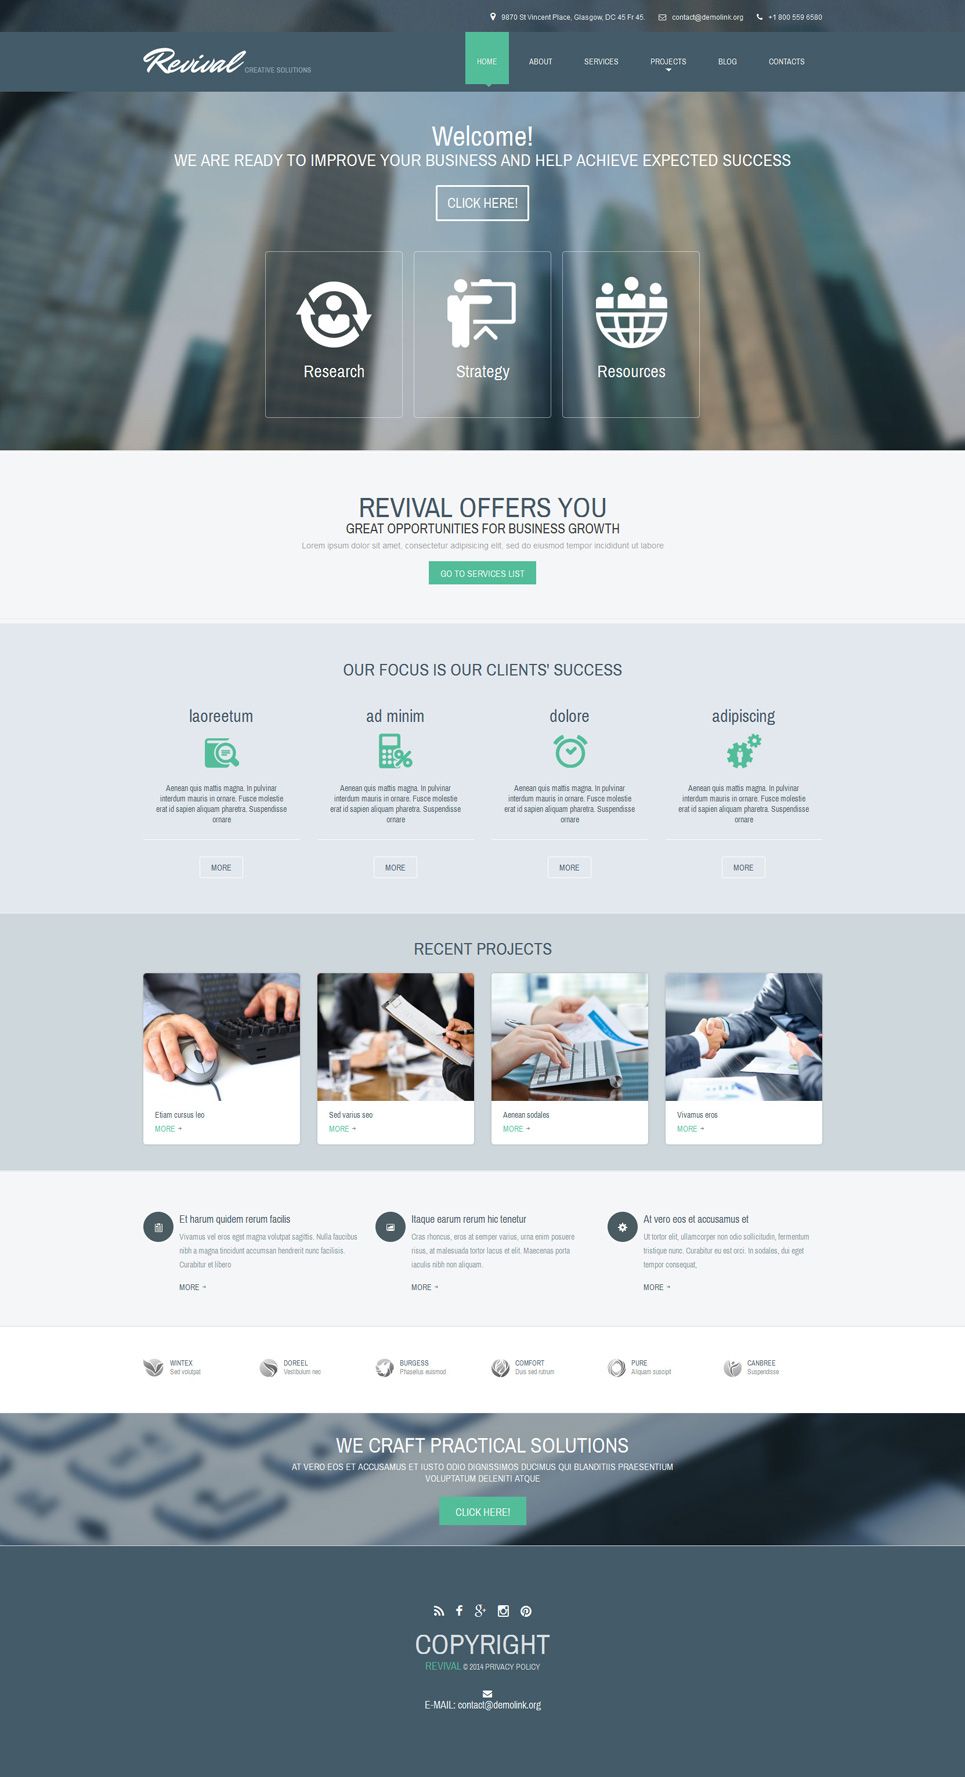 9870 St Vincent Place, Glasgow, DC 45 Fr 45.
contact@demolink.org
+1 800 559 6580
Revival CREATIVE SOLUTIONS
HOME ABOUT SERVICES PROJECTS BLOG CONTACTS
Welcome!
WE ARE READY TO IMPROVE YOUR BUSINESS AND HELP ACHIEVE EXPECTED SUCCESS
CLICK HERE!
Research
Strategy
Resources
REVIVAL OFFERS YOU
GREAT OPPORTUNITIES FOR BUSINESS GROWTH
Lorem ipsum dolor sit amet, consectetur adipisicing elit, sed do eiusmod tempor incididunt ut labore
GO TO SERVICES LIST
OUR FOCUS IS OUR CLIENTS' SUCCESS
laoreetum
Aenean quis mattis magna. In pulvinar
interdum mauris in ornare. Fusce molestie
erat id sapien aliquam pharetra. Suspendisse
ornare
MORE
ad minim
Aenean quis mattis magna. In pulvinar
interdum mauris in ornare. Fusce molestie
erat id sapien aliquam pharetra. Suspendisse
ornare
MORE
dolore
Aenean quis mattis magna. In pulvinar
interdum mauris in ornare. Fusce molestie
erat id sapien aliquam pharetra. Suspendisse
ornare
MORE
adipiscing
Aenean quis mattis magna. In pulvinar
interdum mauris in ornare. Fusce molestie
erat id sapien aliquam pharetra. Suspendisse
ornare
MORE
RECENT PROJECTS
Etiam cursus leo
MORE
Sed varius seo
MORE
Aenean sodales
MORE
Vivamus eros
MORE
Et harum quidem rerum facilis
Vivamus vel eros eget magna volutpat sagittis. Nulla faucibus
nibh a magna tincidunt accumsan hendrerit nunc facilisis.
Curabitur et libero
MORE
Itaque earum rerum hic tenetur
Cras rhoncus, eros at semper varius, urna enim posuere
risus, at malesuada tortor lacus et elit. Maecenas porta
iaculis nibh non aliquam.
MORE
At vero eos et accusamus et
Ut tortor elit, ullamcorper non odio sollicitudin, fermentum
tristique nunc. Curabitur eu est orci. In sodales, dui eget
tempor consequat,
MORE
WINTEX
Sed volutpat
DOREEL
Vestibulum nec
BURGESS
Phasellus euismod
COMFORT
Duis sed rutrum
PURE
Aliquam suscipit
CANBREE
Suspendisse
WE CRAFT PRACTICAL SOLUTIONS
AT VERO EOS ET ACCUSAMUS ET IUSTO ODIO DIGNISSIMOS DUCIMUS QUI BLANDITIIS PRAESENTIUM
VOLUPTATUM DELENITI ATQUE
CLICK HERE!
COPYRIGHT
REVIVAL © 2014 PRIVACY POLICY
E-MAIL: contact@demolink.org